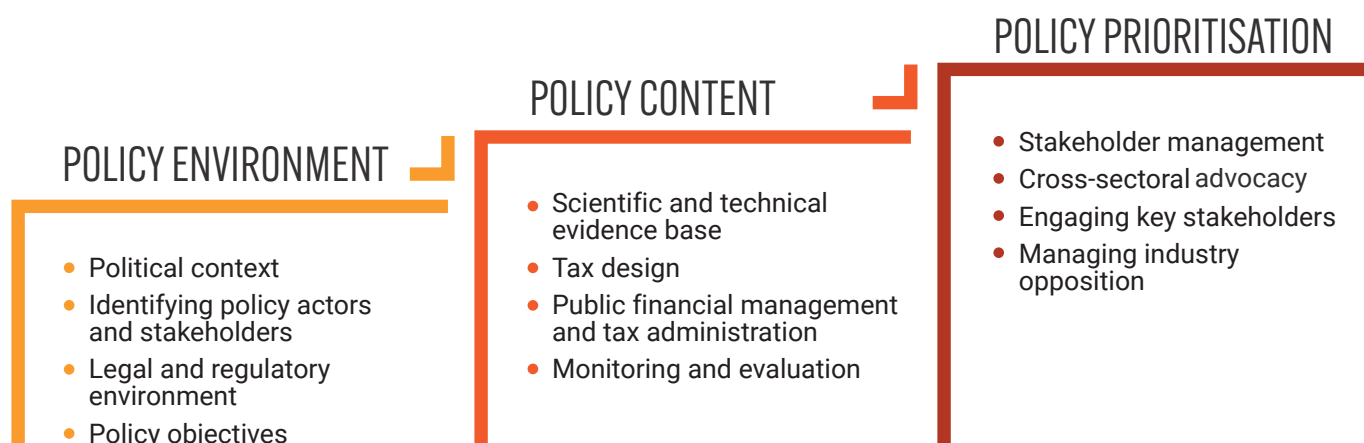 POLICY ENVIRONMENT
Political context
Identifying policy actors
and stakeholders
Legal and regulatory
environment
Policy objectives
POLICY CONTENT
Scientific and technical
evidence base
Tax design
Public financial management
and tax administration
Monitoring and evaluation
POLICY PRIORITISATION
Stakeholder management
Cross-sectoral advocacy
Engaging key stakeholders
Managing industry
opposition